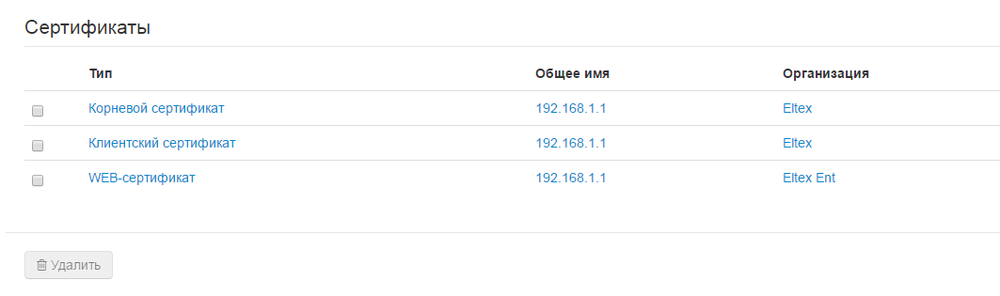 Сертификаты
Тип Общее имя Организация
Корневой сертификат 192.168.1.1 Eltex
Клиентский сертификат 192.168.1.1 Eltex
WEB-сертификат 192.168.1.1 Eltex Ent
Удалить